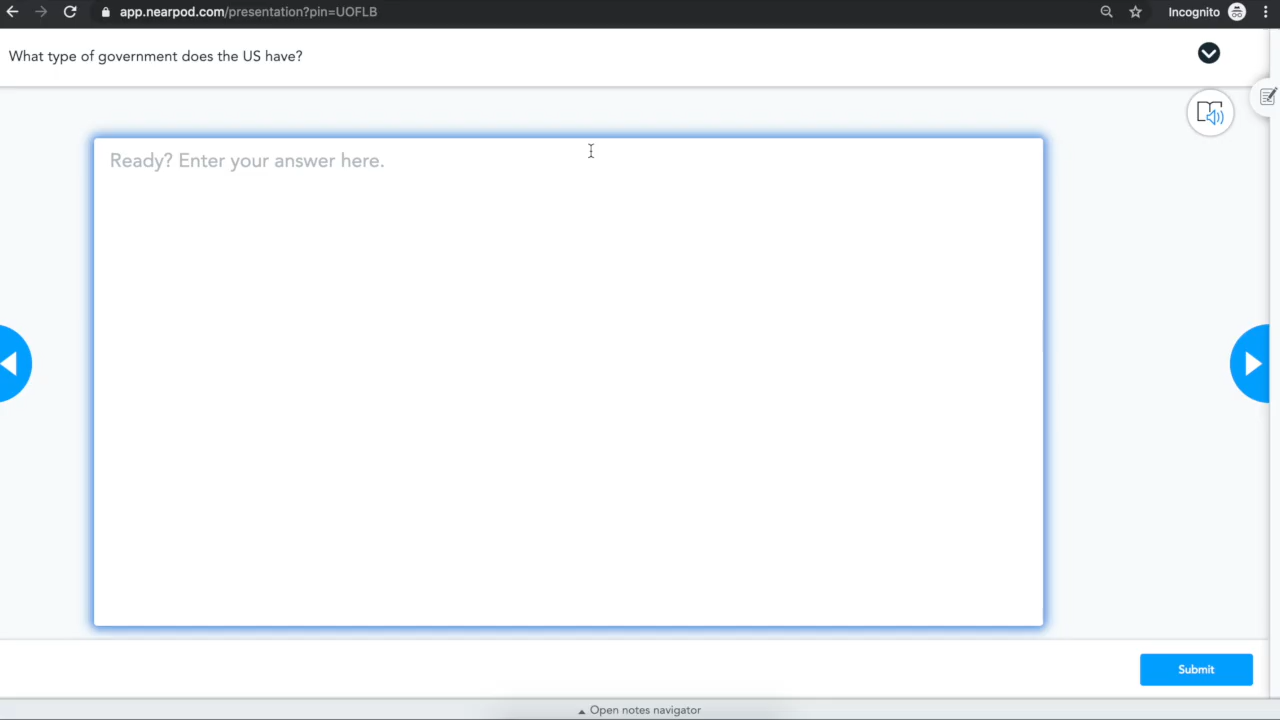 app.nearpod.com/presentation?pin=UOFLB
Incognito
What type of government does the US have?
Ready? Enter your answer here.
Submit
Open notes navigator